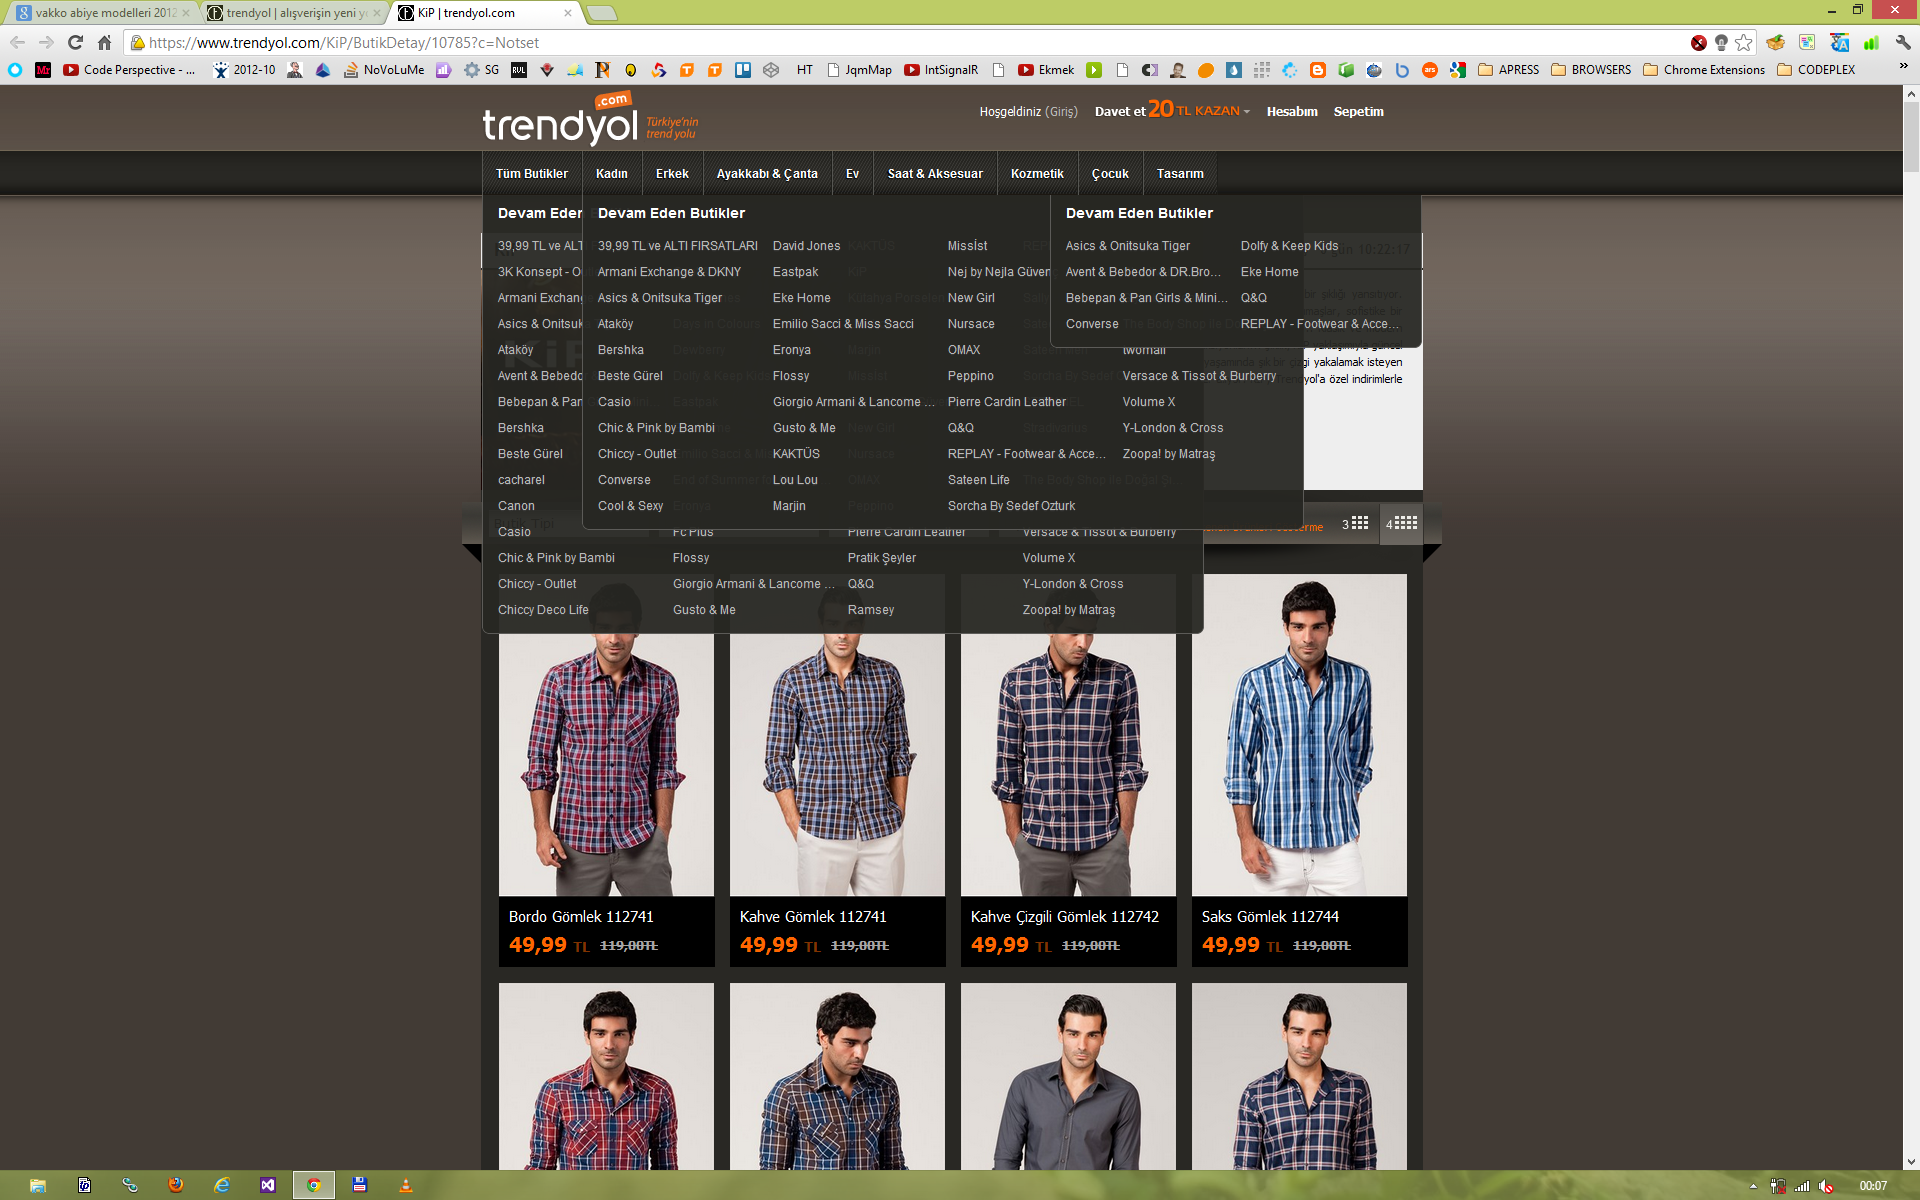 vakko abiye modelleri 2012
trendyol | alışverişin yeni y
KiP | trendyol.com
https://www.trendyol.com/KiP/ButikDetay/10785?c=Notset
Code Perspective - ...
2012-10
NoVoLuMe
SG
HT
JqmMap
IntSignalR
Ekmek
APRESS
BROWSERS
Chrome Extensions
CODEPLEX
trendyol
.com
Türkiye'nin
trend yolu
Hoşgeldiniz (Giriş)
Davet et 20 TL KAZAN
Hesabım
Sepetim
Tüm Butikler
Kadın
Erkek
Ayakkabı & Çanta
Ev
Saat & Aksesuar
Kozmetik
Çocuk
Tasarım
Devam Eder
39,99 TL ve ALT
3K Konsept - O
Armani Exchang
Asics & Onitsuk
Ataköy
Avent & Bebedo
Bebepan & Pan
Bershka
Beste Gürel
cacharel
Canon
Casio
Chic & Pink by Bambi
Chiccy - Outlet
Chiccy Deco Life
Fc Plus
Flossy
Giorgio Armani & Lancome ...
Gusto & Me
Pierre Cardin Leather
Pratik Şeyler
Q&Q
Ramsey
Versace & Tissot & Burberry
Volume X
Y-London & Cross
Zoopa! by Matraş
Devam Eden Butikler
39,99 TL ve ALTI FIRSATLARI
Armani Exchange & DKNY
Asics & Onitsuka Tiger
Ataköy
Bershka
Beste Gürel
Casio
Chic & Pink by Bambi
Chiccy - Outlet
Converse
Cool & Sexy
David Jones
Eastpak
Eke Home
Emilio Sacci & Miss Sacci
Eronya
Flossy
Giorgio Armani & Lancome ...
Gusto & Me
KAKTÜS
Lou Lou
Marjin
Missİst
Nej by Nejla Güven
New Girl
Nursace
OMAX
Peppino
Pierre Cardin Leather
Q&Q
REPLAY - Footwear & Acce...
Sateen Life
Sorcha By Sedef Ozturk
twomall
Versace & Tissot & Burberry
Volume X
Y-London & Cross
Zoopa! by Matraş
Devam Eden Butikler
Asics & Onitsuka Tiger
Avent & Bebedor & DR.Bro...
Bebepan & Pan Girls & Mini...
Converse
Dolfy & Keep Kids
Eke Home
Q&Q
REPLAY - Footwear & Acce...
gün 10:22:17
yakalamak isteyen
özel indirimlerle
3
4
Bordo Gömlek 112741
49,99 TL 119,00TL
Kahve Gömlek 112741
49,99 TL 119,00TL
Kahve Çizgili Gömlek 112742
49,99 TL 119,00TL
Saks Gömlek 112744
49,99 TL 119,00TL
00:07